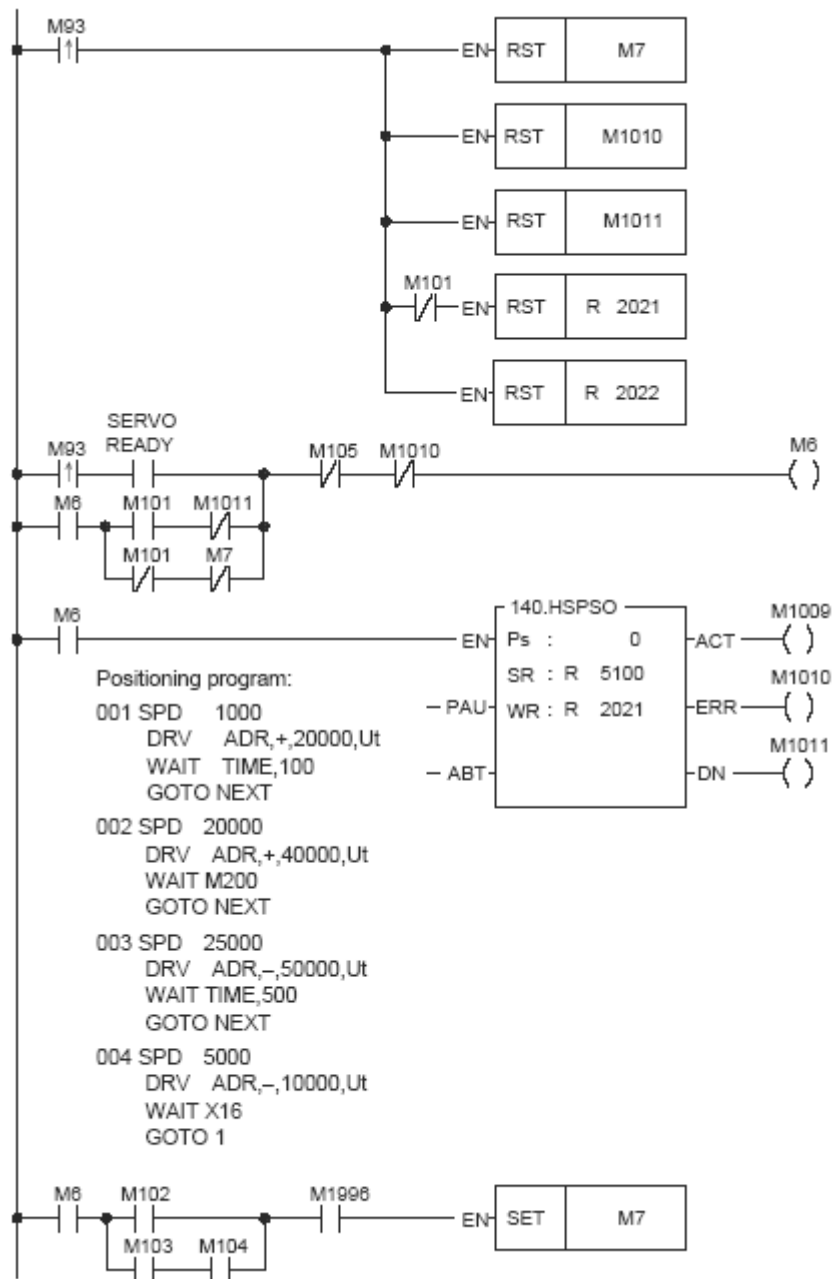 M93
EN RST M7
EN RST M1010
EN RST M1011
M101
EN RST R 2021
EN RST R 2022
SERVO
READY
M93 M105 M1010 M6
M6 M101 M1011
M101 M7
M6
140.HSPSO
EN Ps : 0 ACT M1009
SR : R 5100
PAU WR : R 2021 ERR M1010
ABT DN M1011
Positioning program:
001 SPD 1000
DRV ADR,+,20000,Ut
WAIT TIME,100
GOTO NEXT
002 SPD 20000
DRV ADR,+,40000,Ut
WAIT M200
GOTO NEXT
003 SPD 25000
DRV ADR,–,50000,Ut
WAIT TIME,500
GOTO NEXT
004 SPD 5000
DRV ADR,–,10000,Ut
WAIT X16
GOTO 1
M6 M102 M1996
EN SET M7
M103 M104